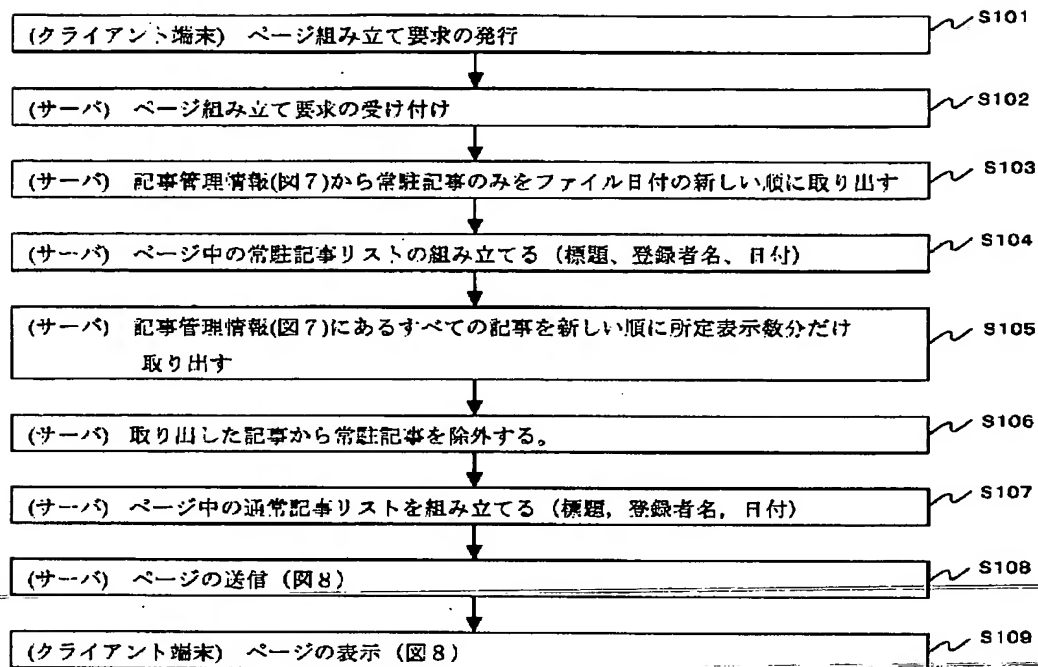 S101
(クライアント端末) ページ組み立て要求の発行
S102
(サーバ) ページ組み立て要求の受け付け
S103
(サーバ) 記事管理情報(図7)から常駐記事のみをファイル日付の新しい順に取り出す
S104
(サーバ) ページ中の常駐記事リストの組み立てる (標題、登録者名、日付)
S105
(サーバ) 記事管理情報(図7)にあるすべての記事を新しい順に所定表示数分だけ
取り出す
S106
(サーバ) 取り出した記事から常駐記事を除外する。
S107
(サーバ) ページ中の通常記事リストを組み立てる (標題, 登録者名, 日付)
S108
(サーバ) ページの送信 (図8)
S109
(クライアント端末) ページの表示 (図8)